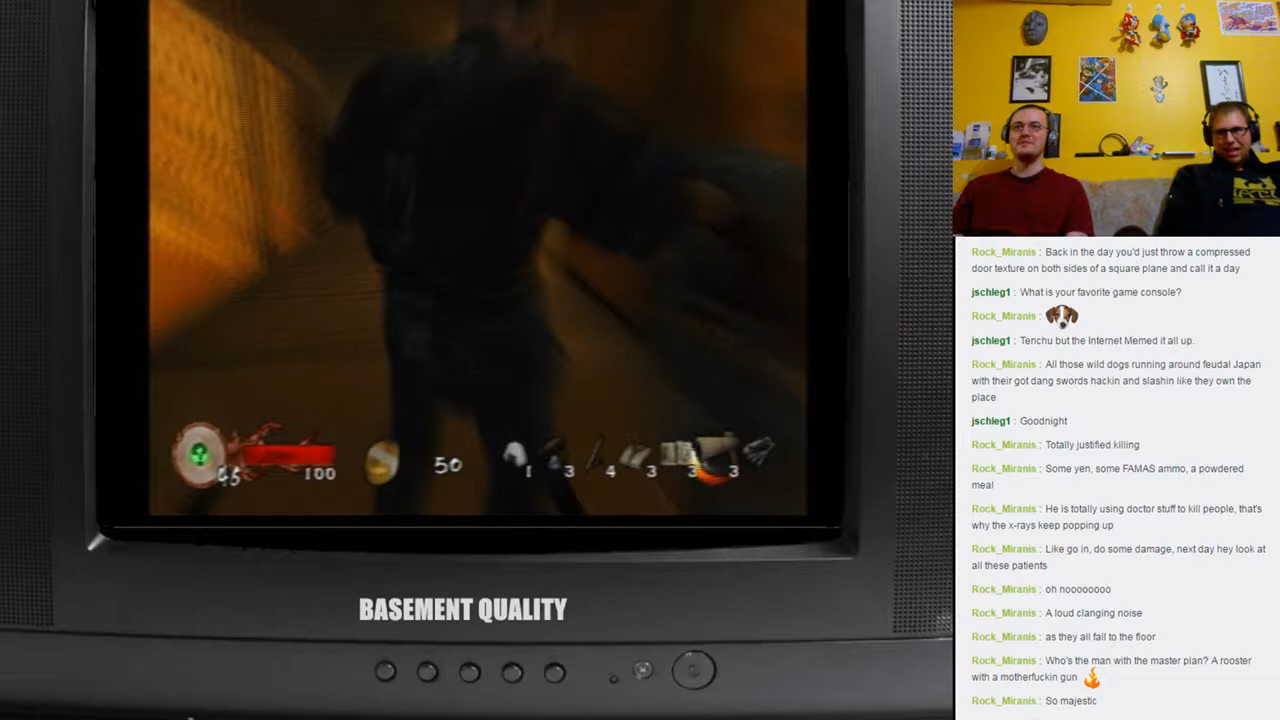 65
100
50
1
3
4
3
3
3
BASEMENT QUALITY
Rock_Miranis : Back in the day you'd just throw a compressed
door texture on both sides of a square plane and call it a day
jschleg1 : What is your favorite game console?
Rock_Miranis :
jschleg1 : Tenchu but the Internet Memed it all up.
Rock_Miranis : All those wild dogs running around feudal Japan
with their got dang swords hackin and slashin like they own the
place
jschleg1 : Goodnight
Rock_Miranis : Totally justified killing
Rock_Miranis : Some yen, some FAMAS ammo, a powdered
meal
Rock_Miranis : He is totally using doctor stuff to kill people, that's
why the x-rays keep popping up
Rock_Miranis : Like go in, do some damage, next day hey look at
all these patients
Rock_Miranis : oh noooooooo
Rock_Miranis : A loud clanging noise
Rock_Miranis : as they all fall to the floor
Rock_Miranis : Who's the man with the master plan? A rooster
with a motherfuckin gun
Rock_Miranis : So majestic